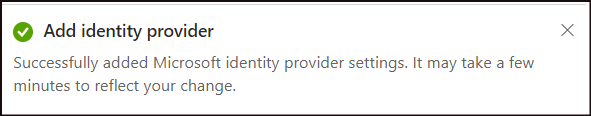 Add identity provider
Successfully added Microsoft identity provider settings. It may take a few
minutes to reflect your change.